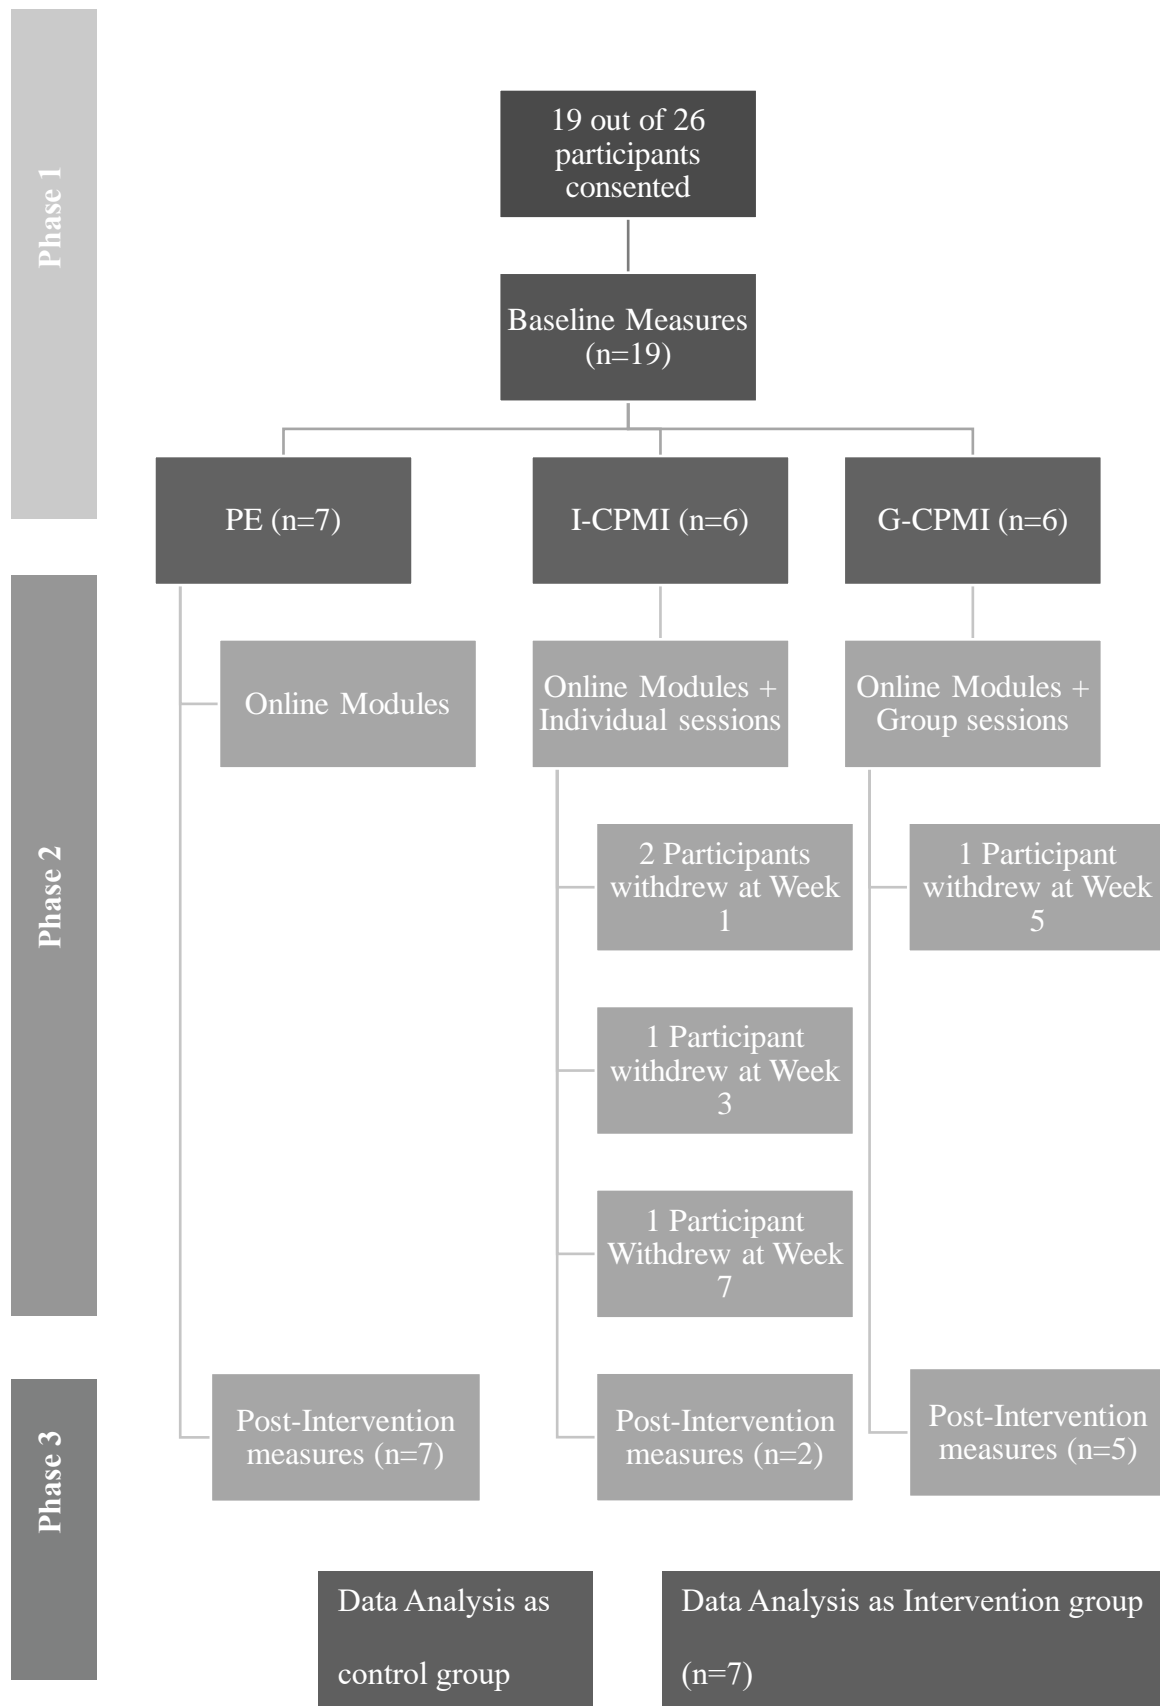 Phase 1
19 out of 26
participants
consented
Baseline Measures
(n=19)
PE (n=7)
I-CPMI (n=6)
G-CPMI (n=6)
Phase 2
Online Modules
Online Modules +
Individual sessions
Online Modules +
Group sessions
2 Participants
withdrew at Week
1
1 Participant
withdrew at Week
5
1 Participant
withdrew at Week
3
1 Participant
Withdrew at Week
7
Phase 3
Post-Intervention
measures (n=7)
Post-Intervention
measures (n=2)
Post-Intervention
measures (n=5)
Data Analysis as
control group
Data Analysis as Intervention group
(n=7)